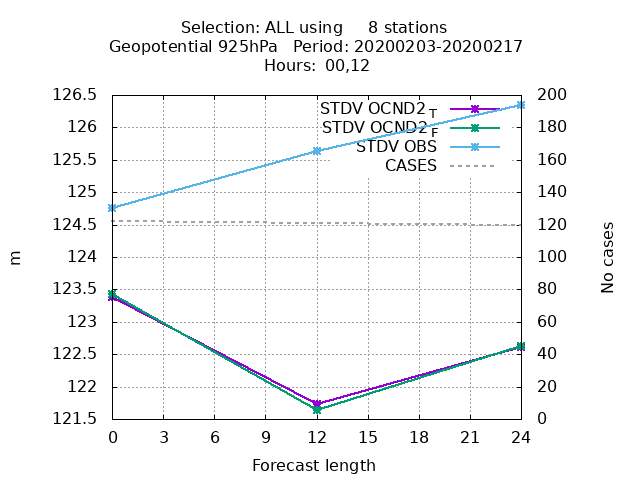 Selection: ALL using     8 stations
Geopotential 925hPa   Period: 20200203-20200217
Hours: 00,12
126.5
126
125.5
125
124.5
124
123.5
123
122.5
122
121.5
m
STDV OCND2 T
STDV OCND2 F
STDV OBS
CASES
200
180
160
140
120
100
80
60
40
20
0
No cases
0 3 6 9 12 15 18 21 24
Forecast length